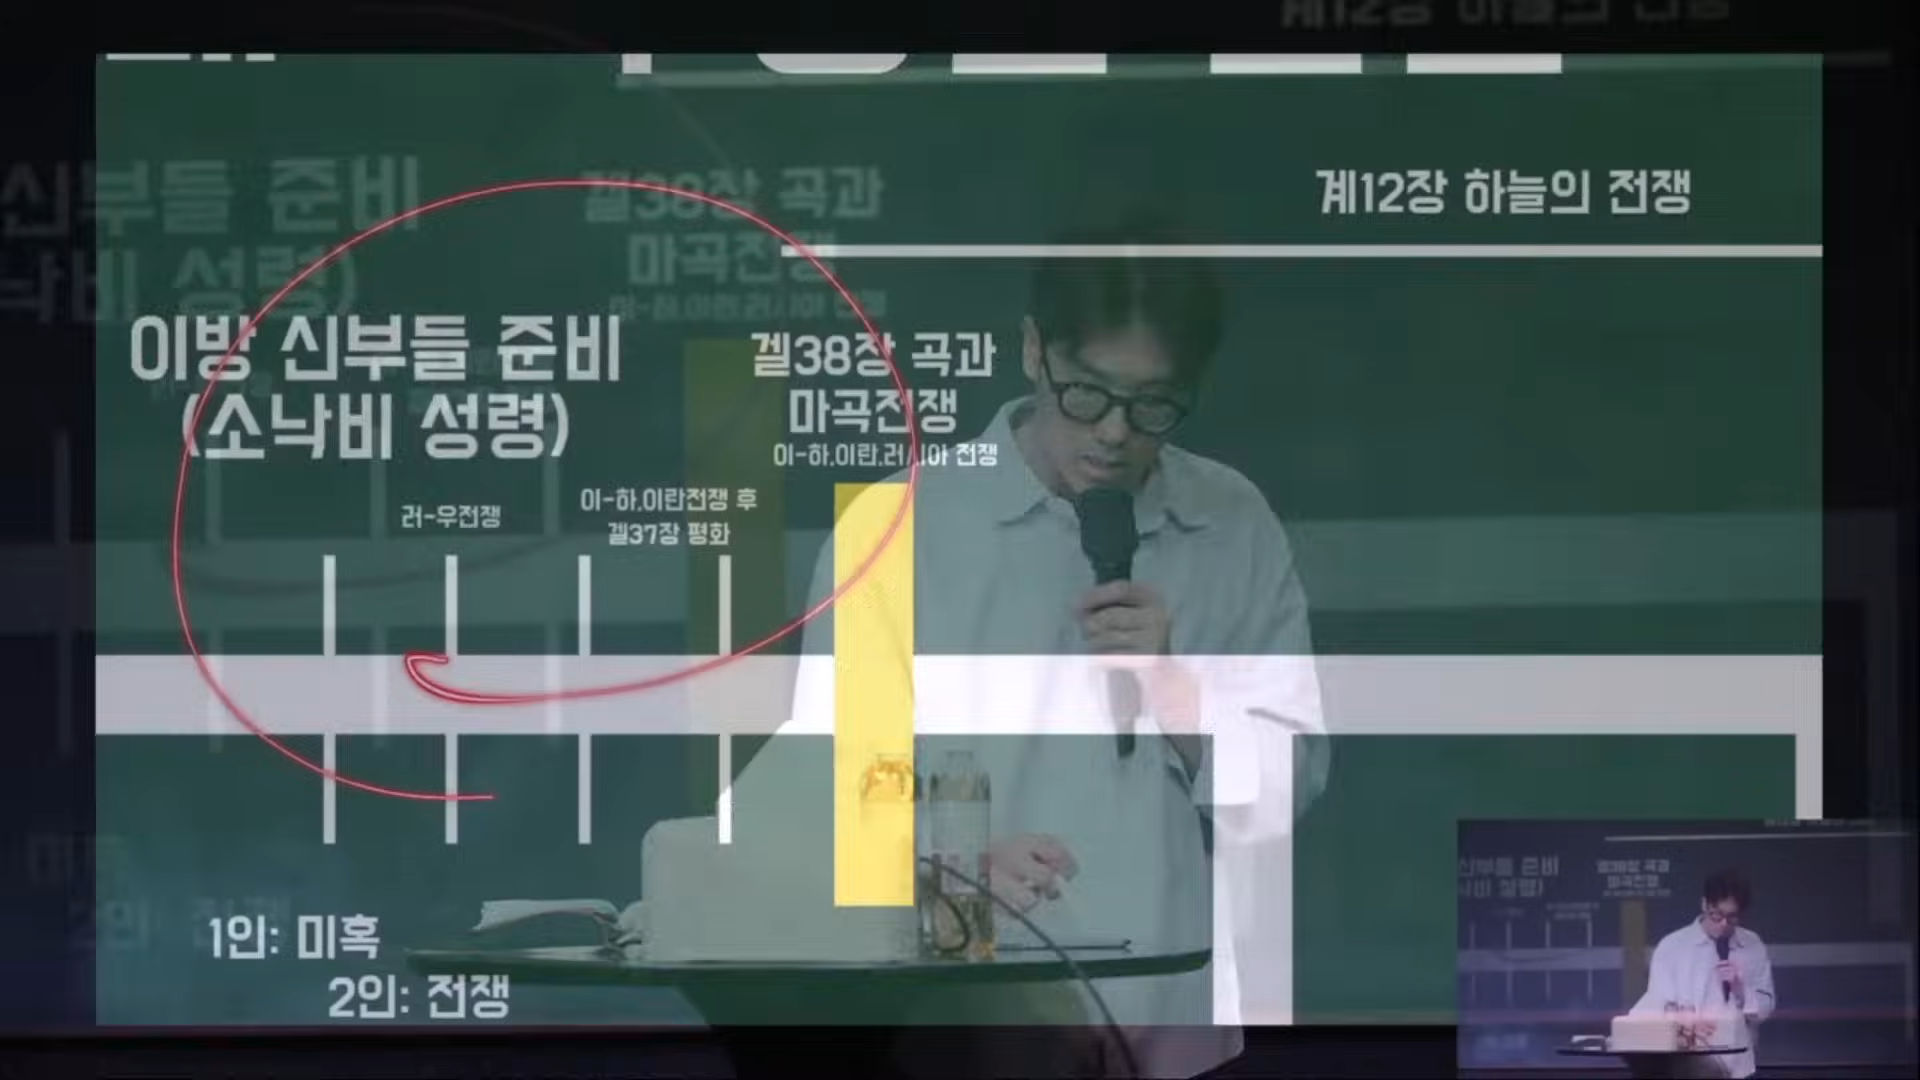 계12장 하늘의 전쟁
이방 신부들 준비
(소낙비 성령)
겔38장 곡과
마곡전쟁
이-하.이란.러시아 전쟁
러-우전쟁
이-하.이란전쟁 후
겔37장 평화
1인: 미혹
2인: 전쟁